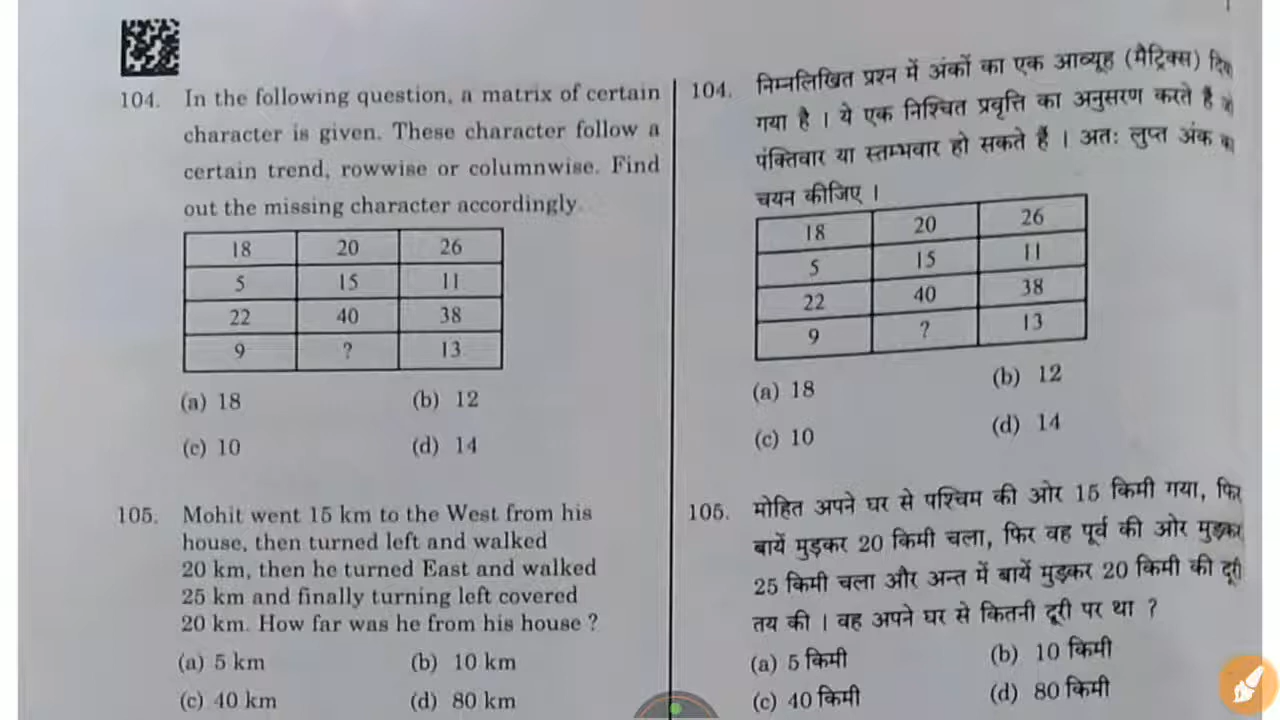 104. In the following question, a matrix of certain
character is given. These character follow a
certain trend, rowwise or columnwise. Find
out the missing character accordingly.
18 20 26
5 15 11
22 40 38
9 ? 13
(a) 18 (b) 12
(c) 10 (d) 14
105. Mohit went 15 km to the West from his
house, then turned left and walked
20 km, then he turned East and walked
25 km and finally turning left covered
20 km. How far was he from his house ?
(a) 5 km (b) 10 km
(c) 40 km (d) 80 km
104. निम्नलिखित प्रश्न में अंकों का एक आव्यूह (मैट्रिक्स)
गया है । ये एक निश्चित प्रवृत्ति का अनुसरण करते है
पंक्तिवार या स्तम्भवार हो सकते हैं । अतः लुप्त अंक
चयन कीजिए ।
18 20 26
5 15 11
22 40 38
9 ? 13
(a) 18 (b) 12
(c) 10 (d) 14
105. मोहित अपने घर से पश्चिम की ओर 15 किमी गया, फिर
बायें मुड़कर 20 किमी चला, फिर वह पूर्व की ओर मुड़कर
25 किमी चला और अन्त में बायें मुड़कर 20 किमी की दूरी
तय की । वह अपने घर से कितनी दूरी पर था ?
(a) 5 किमी (b) 10 किमी
(c) 40 किमी (d) 80 किमी